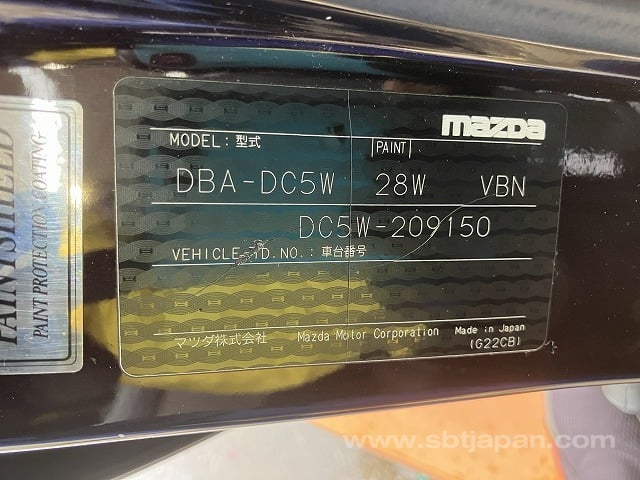 mazda
MODEL: 型式 PAINT
DBA-DC5W 28W VBN
DC5W-209150
VEHICLE ID.NO.: 車台番号
マツダ株式会社 Mazda Motor Corporation Made in Japan
(G22CB)
PAINTSHIELD
PAINT PROTECTION COATING
www.sbtjapan.com